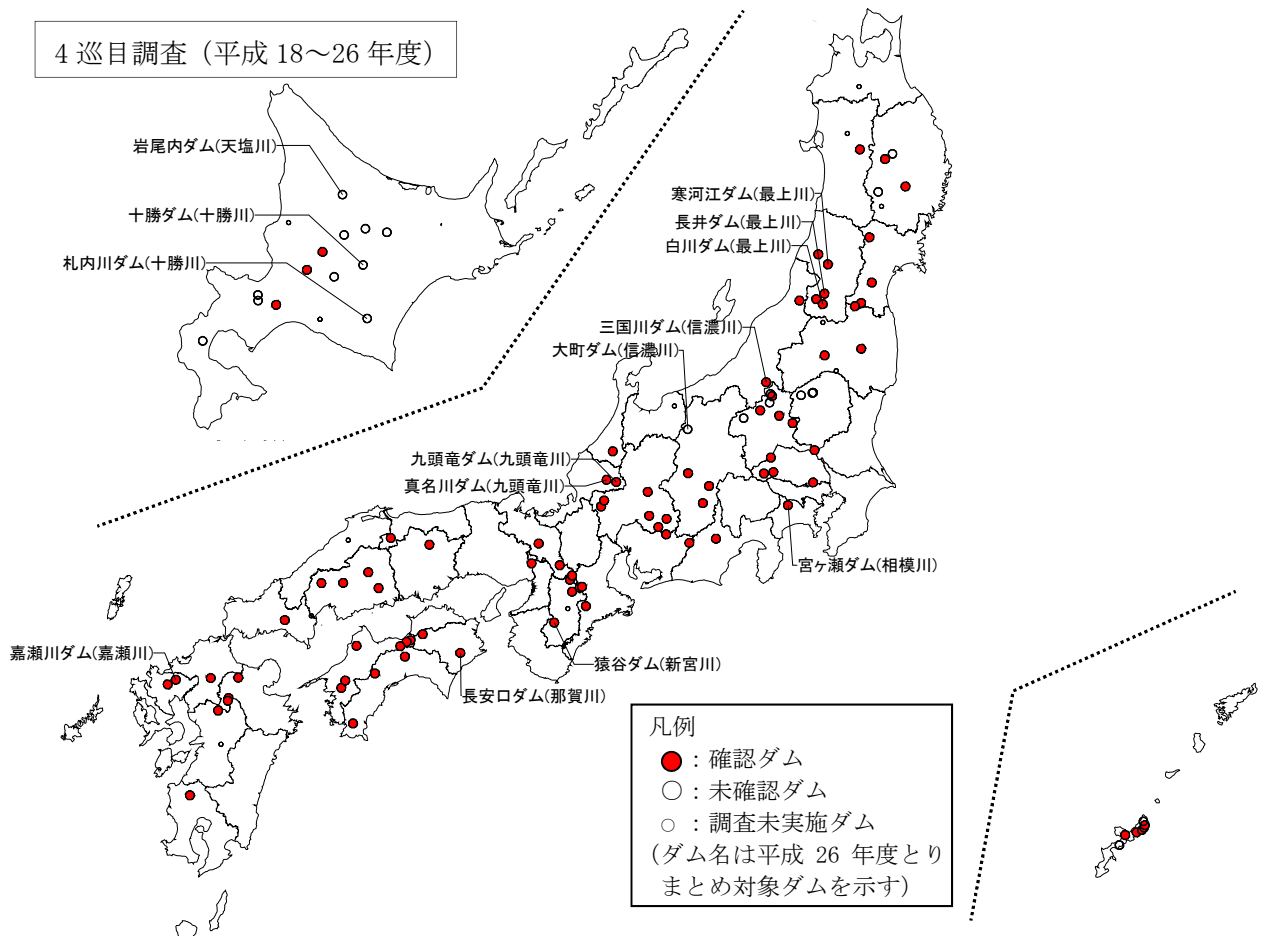 4 巡目調査（平成 18～26 年度）
岩尾内ダム(天塩川)
十勝ダム(十勝川)
札内川ダム(十勝川)
寒河江ダム(最上川)
長井ダム(最上川)
白川ダム(最上川)
三国川ダム(信濃川)
大町ダム(信濃川)
九頭竜ダム(九頭竜川)
真名川ダム(九頭竜川)
宮ヶ瀬ダム(相模川)
嘉瀬川ダム(嘉瀬川)
猿谷ダム(新宮川)
長安口ダム(那賀川)
凡例
●：確認ダム
○：未確認ダム
○：調査未実施ダム
(ダム名は平成 26 年度とり
まとめ対象ダムを示す)